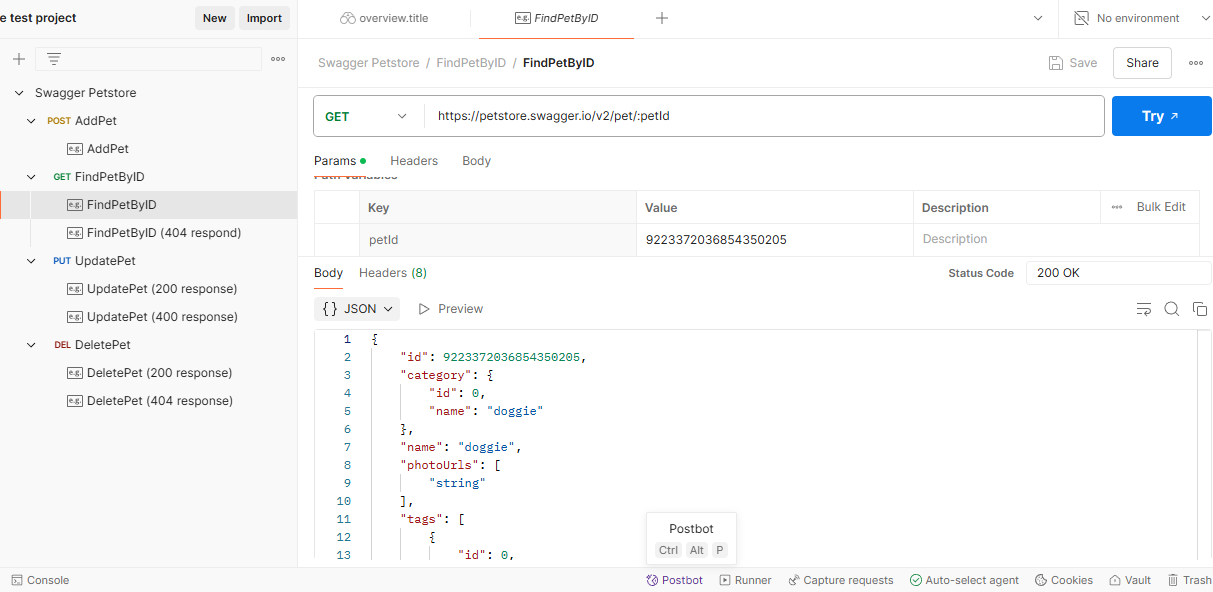 e test project New Import overview.title FindPetByID No environment
Swagger Petstore / FindPetByID / FindPetByID Save Share
Swagger Petstore
POST AddPet
e.g. AddPet
GET FindPetByID
e.g. FindPetByID
e.g. FindPetByID (404 respond)
PUT UpdatePet
e.g. UpdatePet (200 response)
e.g. UpdatePet (400 response)
DEL DeletePet
e.g. DeletePet (200 response)
e.g. DeletePet (404 response)
GET https://petstore.swagger.io/v2/pet/:petId Try
Params Headers Body
Path Variables
Key Value Description Bulk Edit
petId 9223372036854350205 Description
Body Headers (8) Status Code 200 OK
{} JSON Preview
1 {
2 "id": 9223372036854350205,
3 "category": {
4 "id": 0,
5 "name": "doggie"
6 },
7 "name": "doggie",
8 "photoUrls": [
9 "string"
10 ],
11 "tags": [
12 {
13 "id": 0,
Postbot
Ctrl Alt P
Console Postbot Runner Capture requests Auto-select agent Cookies Vault Trash